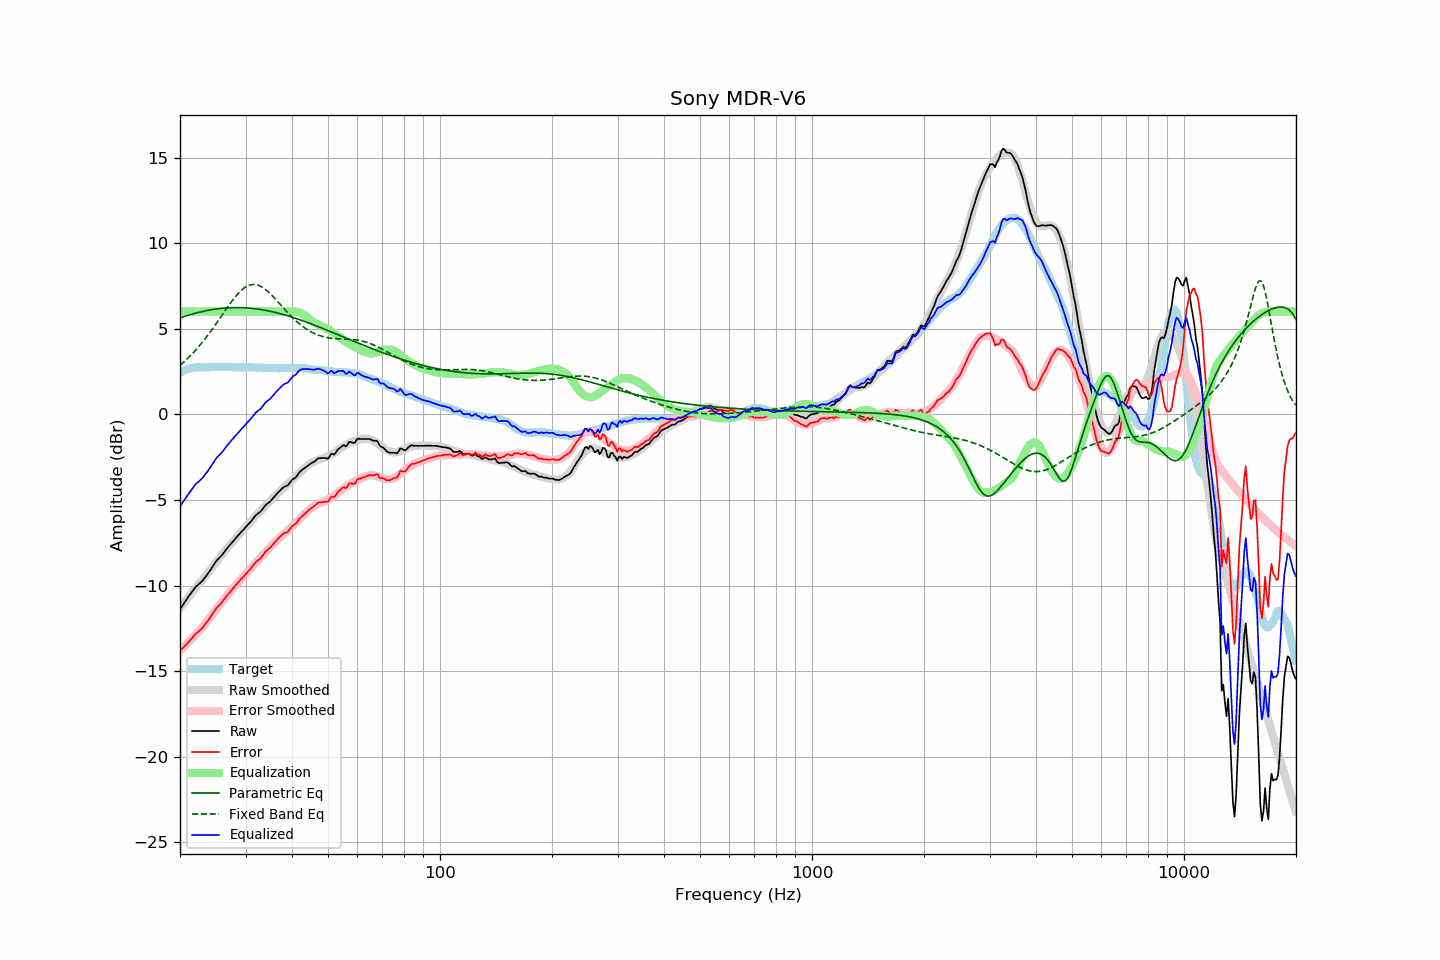 Sony MDR-V6
Amplitude (dBr)
15
10
5
0
−5
−10
−15
−20
−25
Target
Raw Smoothed
Error Smoothed
Raw
Error
Equalization
Parametric Eq
Fixed Band Eq
Equalized
100
1000
10000
Frequency (Hz)